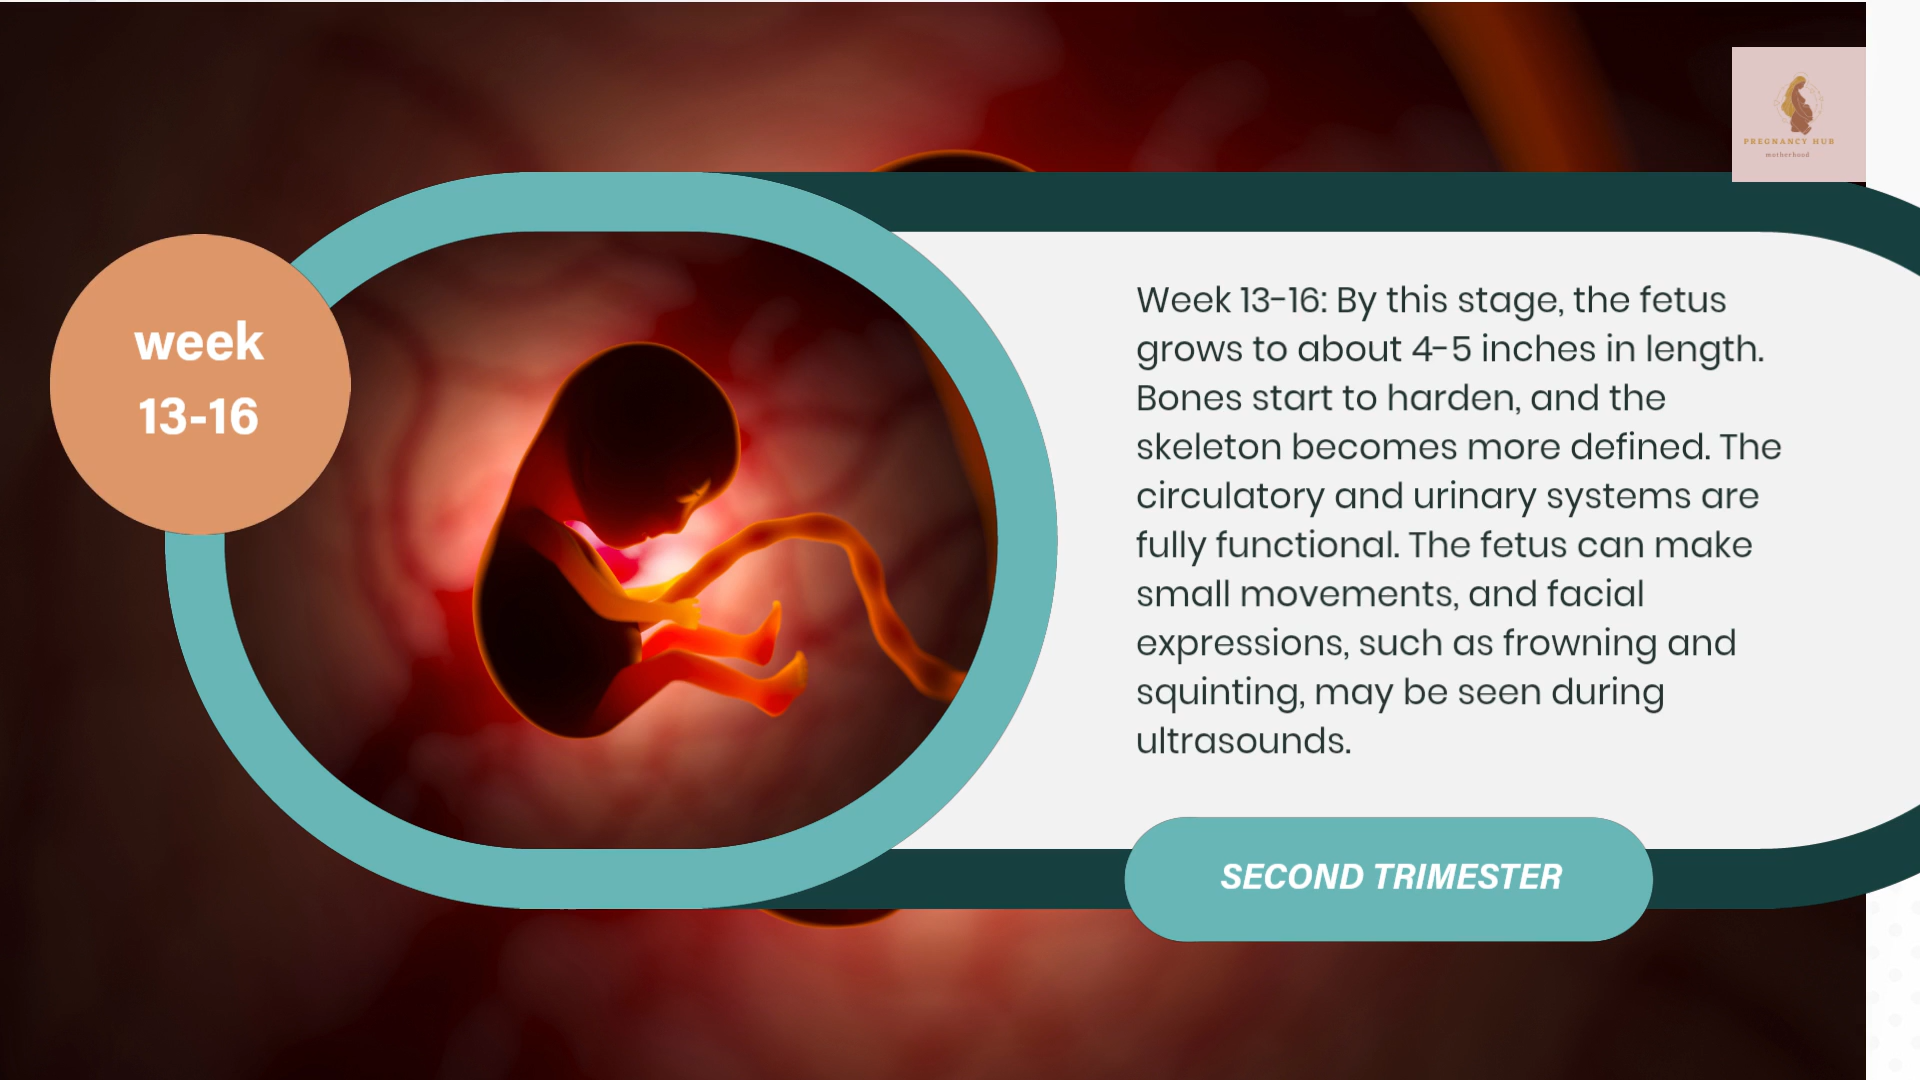 week
13-16
PREGNANCY HUB
motherhood
Week 13-16: By this stage, the fetus
grows to about 4-5 inches in length.
Bones start to harden, and the
skeleton becomes more defined. The
circulatory and urinary systems are
fully functional. The fetus can make
small movements, and facial
expressions, such as frowning and
squinting, may be seen during
ultrasounds.
SECOND TRIMESTER